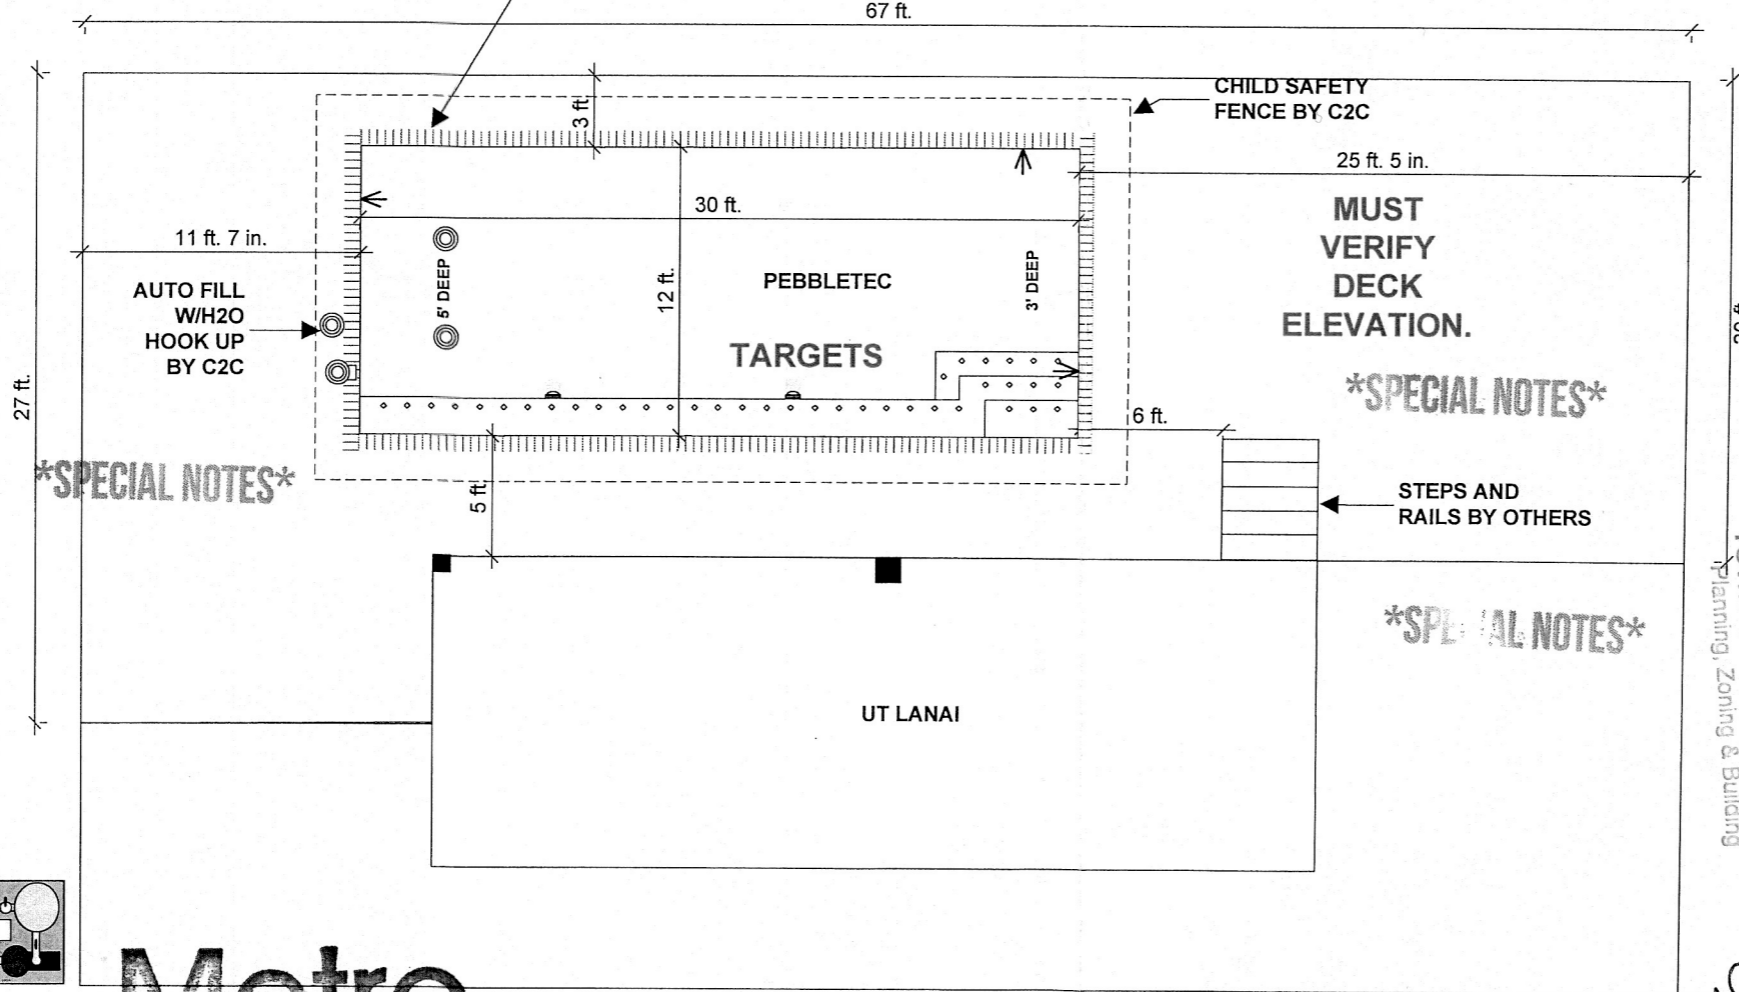 67 ft.
CHILD SAFETY
FENCE BY C2C
3 ft.
25 ft. 5 in.
30 ft.
MUST
VERIFY
DECK
ELEVATION.
11 ft. 7 in.
AUTO FILL
W/H2O
HOOK UP
BY C2C
5' DEEP
12 ft.
PEBBLETEC
3' DEEP
TARGETS
27 ft.
*SPECIAL NOTES*
6 ft.
*SPECIAL NOTES*
5 ft.
STEPS AND
RAILS BY OTHERS
*SPECIAL NOTES*
UT LANAI
Planning, Zoning & Building
Metro